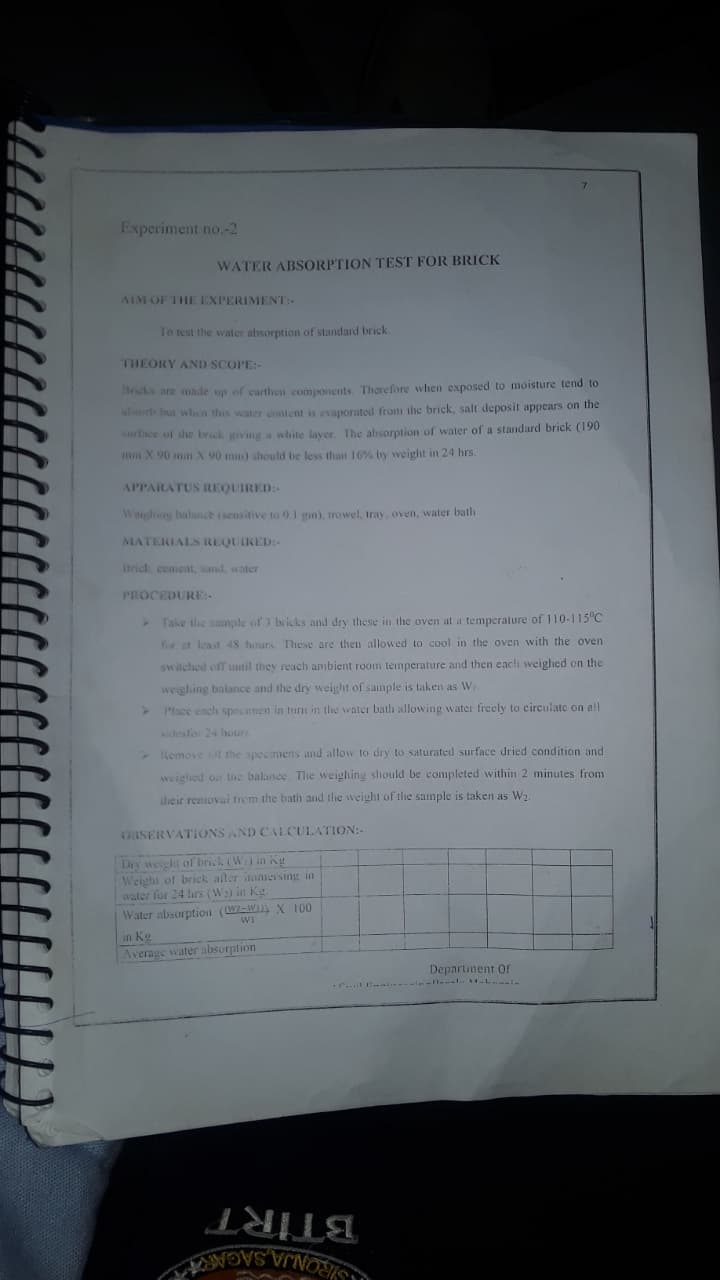 7
Experiment no.-2
WATER ABSORPTION TEST FOR BRICK
AIM OF THE EXPERIMENT:-
To test the water absorption of standard brick.
THEORY AND SCOPE:-
Bricks are made up of earthen components. Therefore when exposed to moisture tend to
absorb but when this water content is evaporated from the brick, salt deposit appears on the
surface of the brick giving a white layer. The absorption of water of a standard brick (190
mm X 90 mm X 90 mm) should be less than 16% by weight in 24 hrs.
APPARATUS REQUIRED:-
Weighing balance (sensitive to 0.1 gm), trowel, tray, oven, water bath
MATERIALS REQUIRED:-
Brick, cement, sand, water
PROCEDURE:-
➢ Take the sample of 3 bricks and dry these in the oven at a temperature of 110-115⁰C
for at least 48 hours. These are then allowed to cool in the oven with the oven
switched off until they reach ambient room temperature and then each weighed on the
weighing balance and the dry weight of sample is taken as W₁
➢ Place each specimen in turn in the water bath allowing water freely to circulate on all
sidesfor 24 hours
➢ Remove all the specimens and allow to dry to saturated surface dried condition and
weighed on the balance. The weighing should be completed within 2 minutes from
their removal from the bath and the weight of the sample is taken as W₂.
OBSERVATIONS AND CALCULATION:-
Dry weight of brick (W₁) in Kg
Weight of brick after immersing in
water for 24 hrs (W₂) in Kg
Water absorption ((W2-W1)/W1) X 100
in Kg
Average water absorption
Department Of
BTIRT
SIRONJA, SAGAR